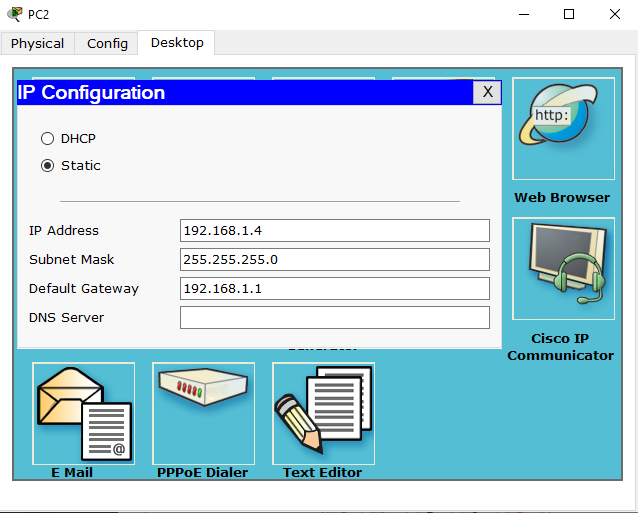 PC2
Physical Config Desktop
IP Configuration X
DHCP
Static
IP Address 192.168.1.4
Subnet Mask 255.255.255.0
Default Gateway 192.168.1.1
DNS Server
http:
Web Browser
Cisco IP
Communicator
@
E Mail PPPoE Dialer Text Editor